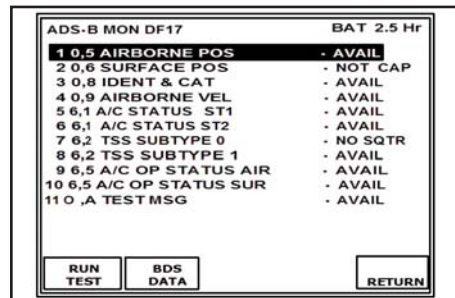 ADS-B MON DF17 BAT 2.5 Hr
1 0,5 AIRBORNE POS - AVAIL
2 0,6 SURFACE POS - NOT CAP
3 0,8 IDENT & CAT - AVAIL
4 0,9 AIRBORNE VEL - AVAIL
5 6,1 A/C STATUS ST1 - AVAIL
6 6,1 A/C STATUS ST2 - AVAIL
7 6,2 TSS SUBTYPE 0 - NO SQTR
8 6,2 TSS SUBTYPE 1 - AVAIL
9 6,5 A/C OP STATUS AIR - AVAIL
10 6,5 A/C OP STATUS SUR - AVAIL
11 0 ,A TEST MSG - AVAIL
RUN TEST
BDS DATA
RETURN